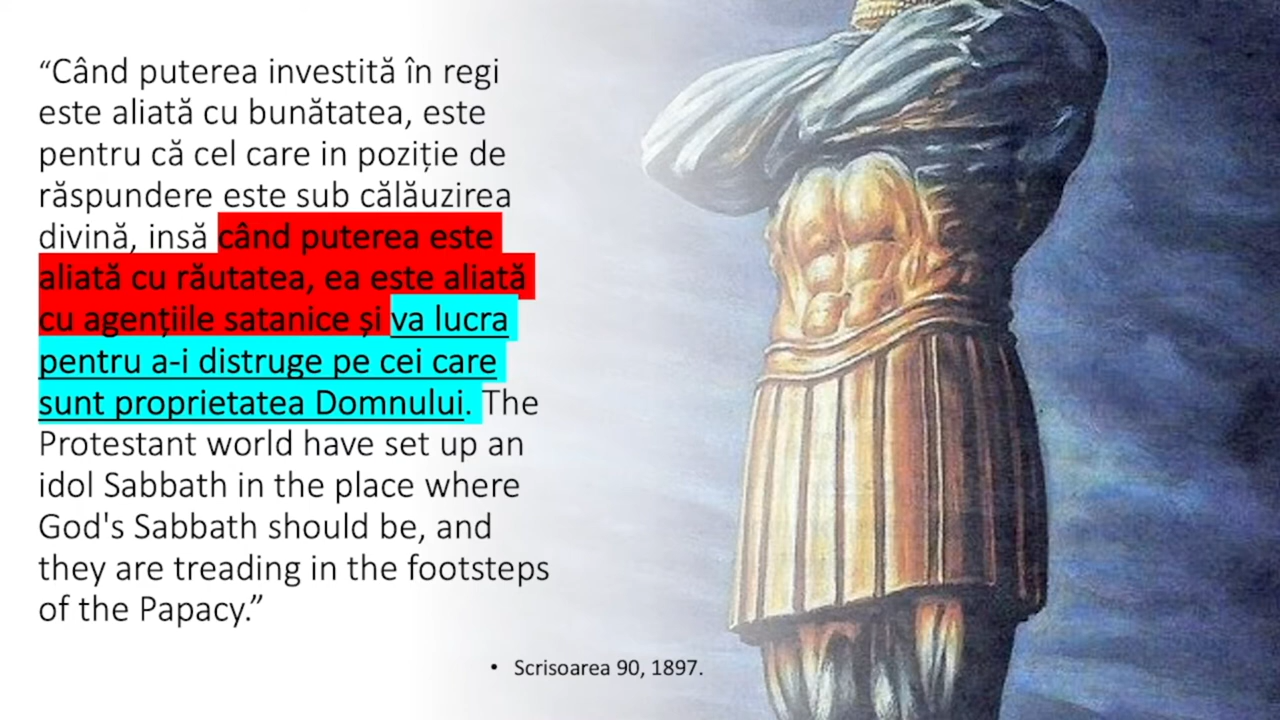 “Când puterea investită în regi
este aliată cu bunătatea, este
pentru că cel care in poziție de
răspundere este sub călăuzirea
divină, insă când puterea este
aliată cu răutatea, ea este aliată
cu agențiile satanice și va lucra
pentru a-i distruge pe cei care
sunt proprietatea Domnului. The
Protestant world have set up an
idol Sabbath in the place where
God's Sabbath should be, and
they are treading in the footsteps
of the Papacy.”
• Scrisoarea 90, 1897.